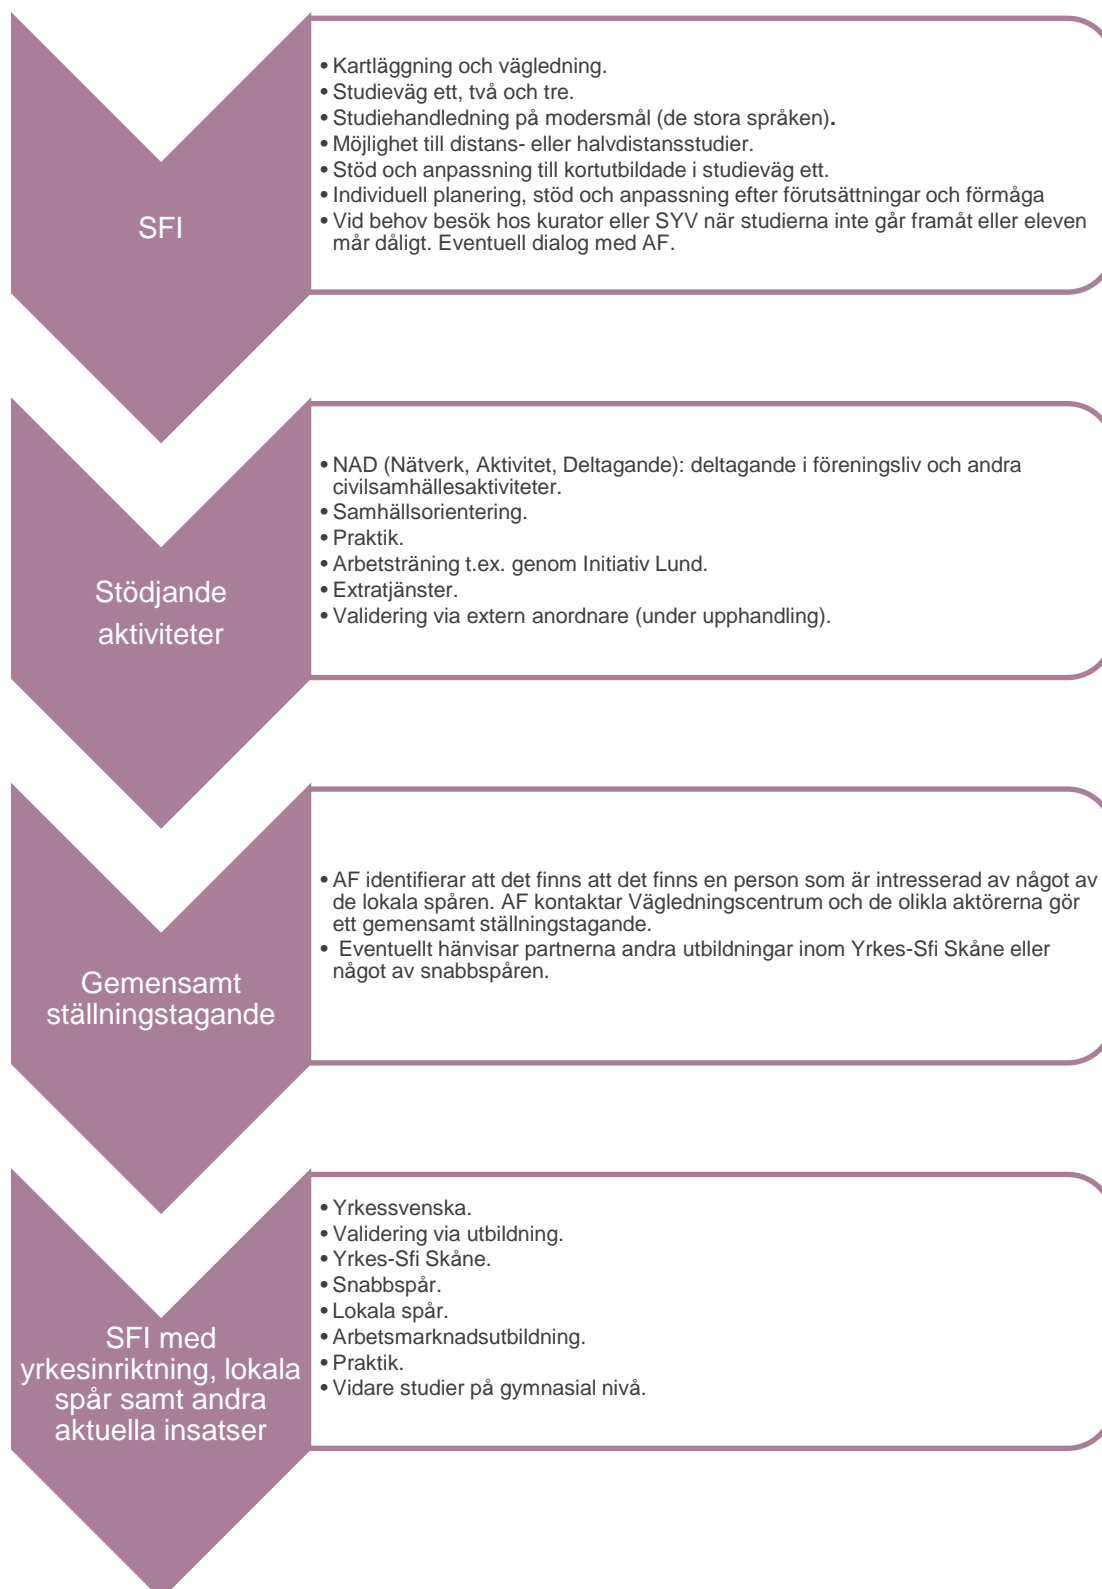 SFI
• Kartläggning och vägledning.
• Studieväg ett, två och tre.
• Studiehandledning på modersmål (de stora språken).
• Möjlighet till distans- eller halvdistansstudier.
• Stöd och anpassning till kortutbildade i studieväg ett.
• Individuell planering, stöd och anpassning efter förutsättningar och förmåga
• Vid behov besök hos kurator eller SYV när studierna inte går framåt eller eleven
mår dåligt. Eventuell dialog med AF.
Stödjande
aktiviteter
• NAD (Nätverk, Aktivitet, Deltagande): deltagande i föreningsliv och andra
civilsamhällesaktiviteter.
• Samhällsorientering.
• Praktik.
• Arbetsträning t.ex. genom Initiativ Lund.
• Extratjänster.
• Validering via extern anordnare (under upphandling).
Gemensamt
ställningstagande
• AF identifierar att det finns att det finns en person som är intresserad av något av
de lokala spåren. AF kontaktar Vägledningscentrum och de olikla aktörerna gör
ett gemensamt ställningstagande.
• Eventuellt hänvisar partnerna andra utbildningar inom Yrkes-Sfi Skåne eller
något av snabbspåren.
SFI med
yrkesinriktning, lokala
spår samt andra
aktuella insatser
• Yrkessvenska.
• Validering via utbildning.
• Yrkes-Sfi Skåne.
• Snabbspår.
• Lokala spår.
• Arbetsmarknadsutbildning.
• Praktik.
• Vidare studier på gymnasial nivå.